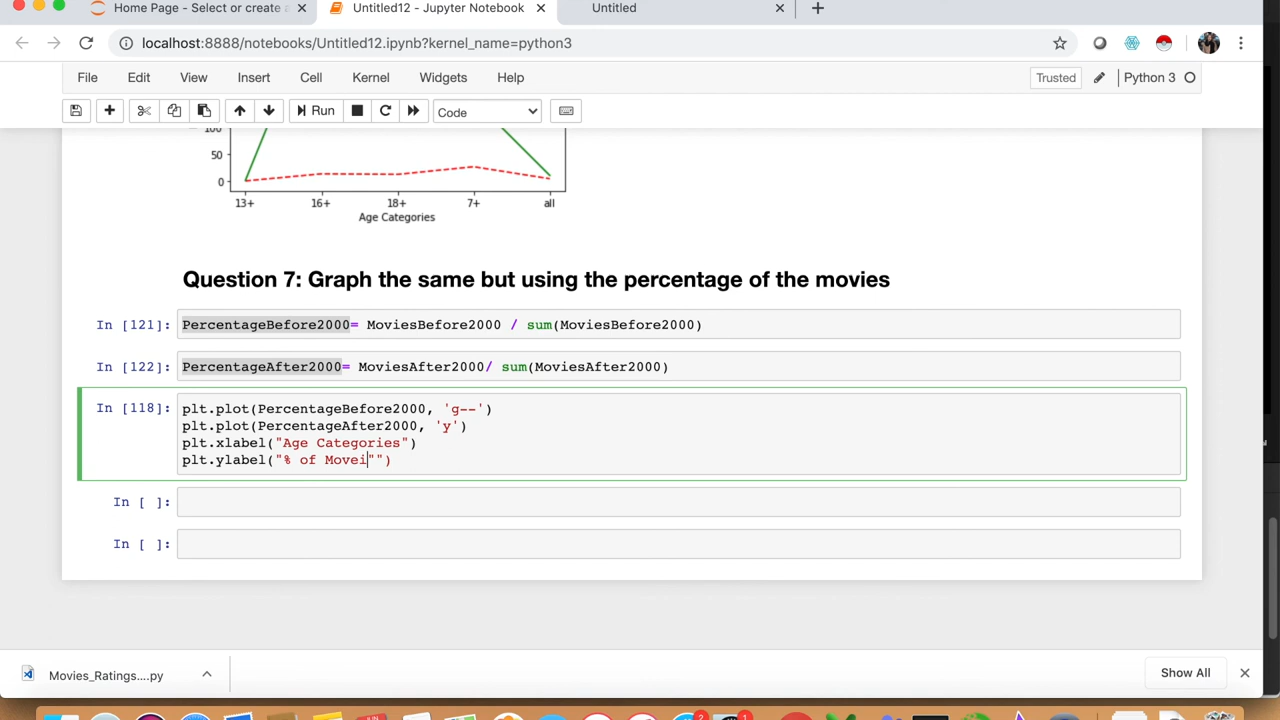 Home Page - Select or create a
Untitled12 - Jupyter Notebook
Untitled
localhost:8888/notebooks/Untitled12.ipynb?kernel_name=python3
File Edit View Insert Cell Kernel Widgets Help
Trusted
Python 3
Run
Code
100
50
0
13+ 16+ 18+ 7+ all
Age Categories
Question 7: Graph the same but using the percentage of the movies
In [121]: PercentageBefore2000= MoviesBefore2000 / sum(MoviesBefore2000)
In [122]: PercentageAfter2000= MoviesAfter2000/ sum(MoviesAfter2000)
In [118]: plt.plot(PercentageBefore2000, 'g--')
plt.plot(PercentageAfter2000, 'y')
plt.xlabel("Age Categories")
plt.ylabel("% of Movei"")
In [ ]:
In [ ]:
Movies_Ratings....py
Show All
2
1